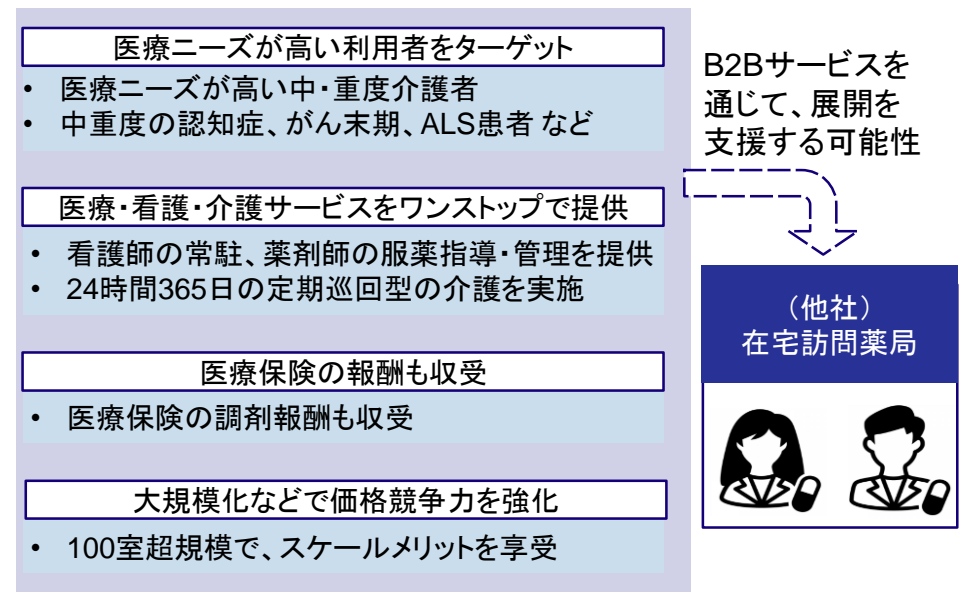 医療ニーズが高い利用者をターゲット
• 医療ニーズが高い中・重度介護者
• 中重度の認知症、がん末期、ALS患者 など
医療・看護・介護サービスをワンストップで提供
• 看護師の常駐、薬剤師の服薬指導・管理を提供
• 24時間365日の定期巡回型の介護を実施
医療保険の報酬も収受
• 医療保険の調剤報酬も収受
大規模化などで価格競争力を強化
• 100室超規模で、スケールメリットを享受
B2Bサービスを
通じて、展開を
支援する可能性
（他社）
在宅訪問薬局